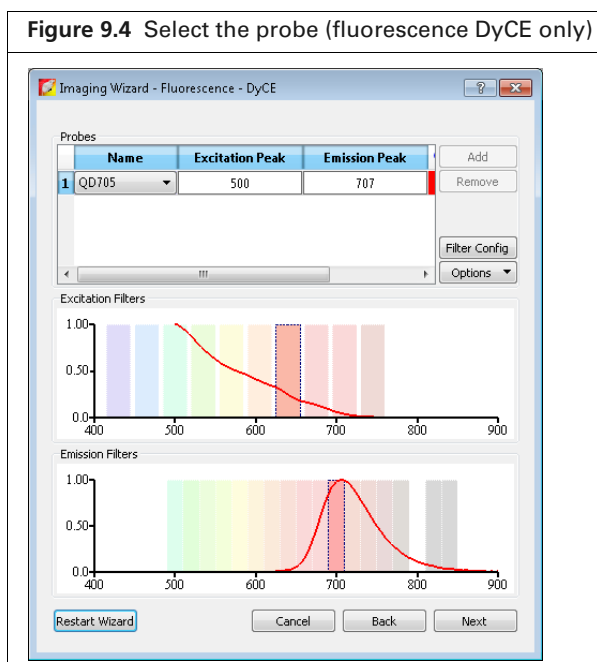 Figure 9.4 Select the probe (fluorescence DyCE only)
Imaging Wizard - Fluorescence - DyCE
Probes
Name Excitation Peak Emission Peak Add
1 QD705 500 707 Remove
Filter Config
Options
Excitation Filters
1.00
0.50
0.0
400 500 600 700 800 900
Emission Filters
1.00
0.50
0.0
400 500 600 700 800 900
Restart Wizard Cancel Back Next